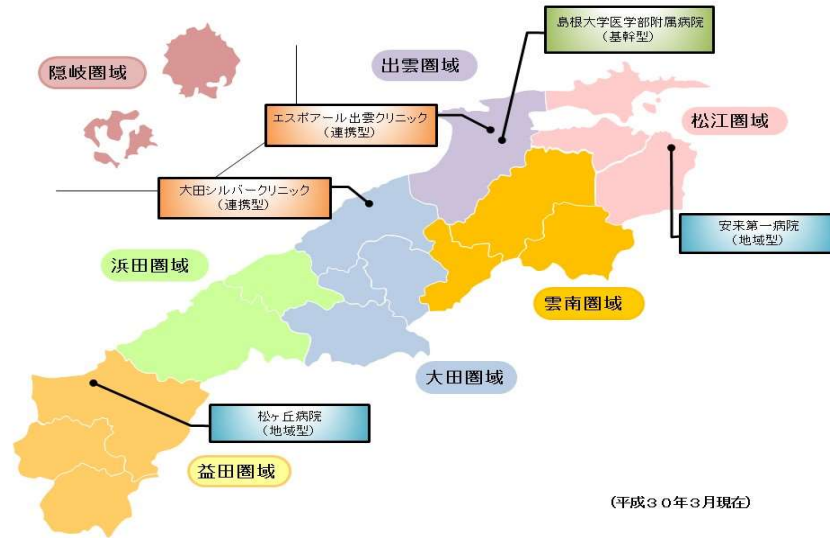 島根大学医学部附属病院
(基幹型)
隠岐圏域
出雲圏域
エスポアール出雲クリニック
(連携型)
松江圏域
大田シルバークリニック
(連携型)
安来第一病院
(地域型)
浜田圏域
雲南圏域
大田圏域
松ヶ丘病院
(地域型)
益田圏域
(平成30年3月現在)